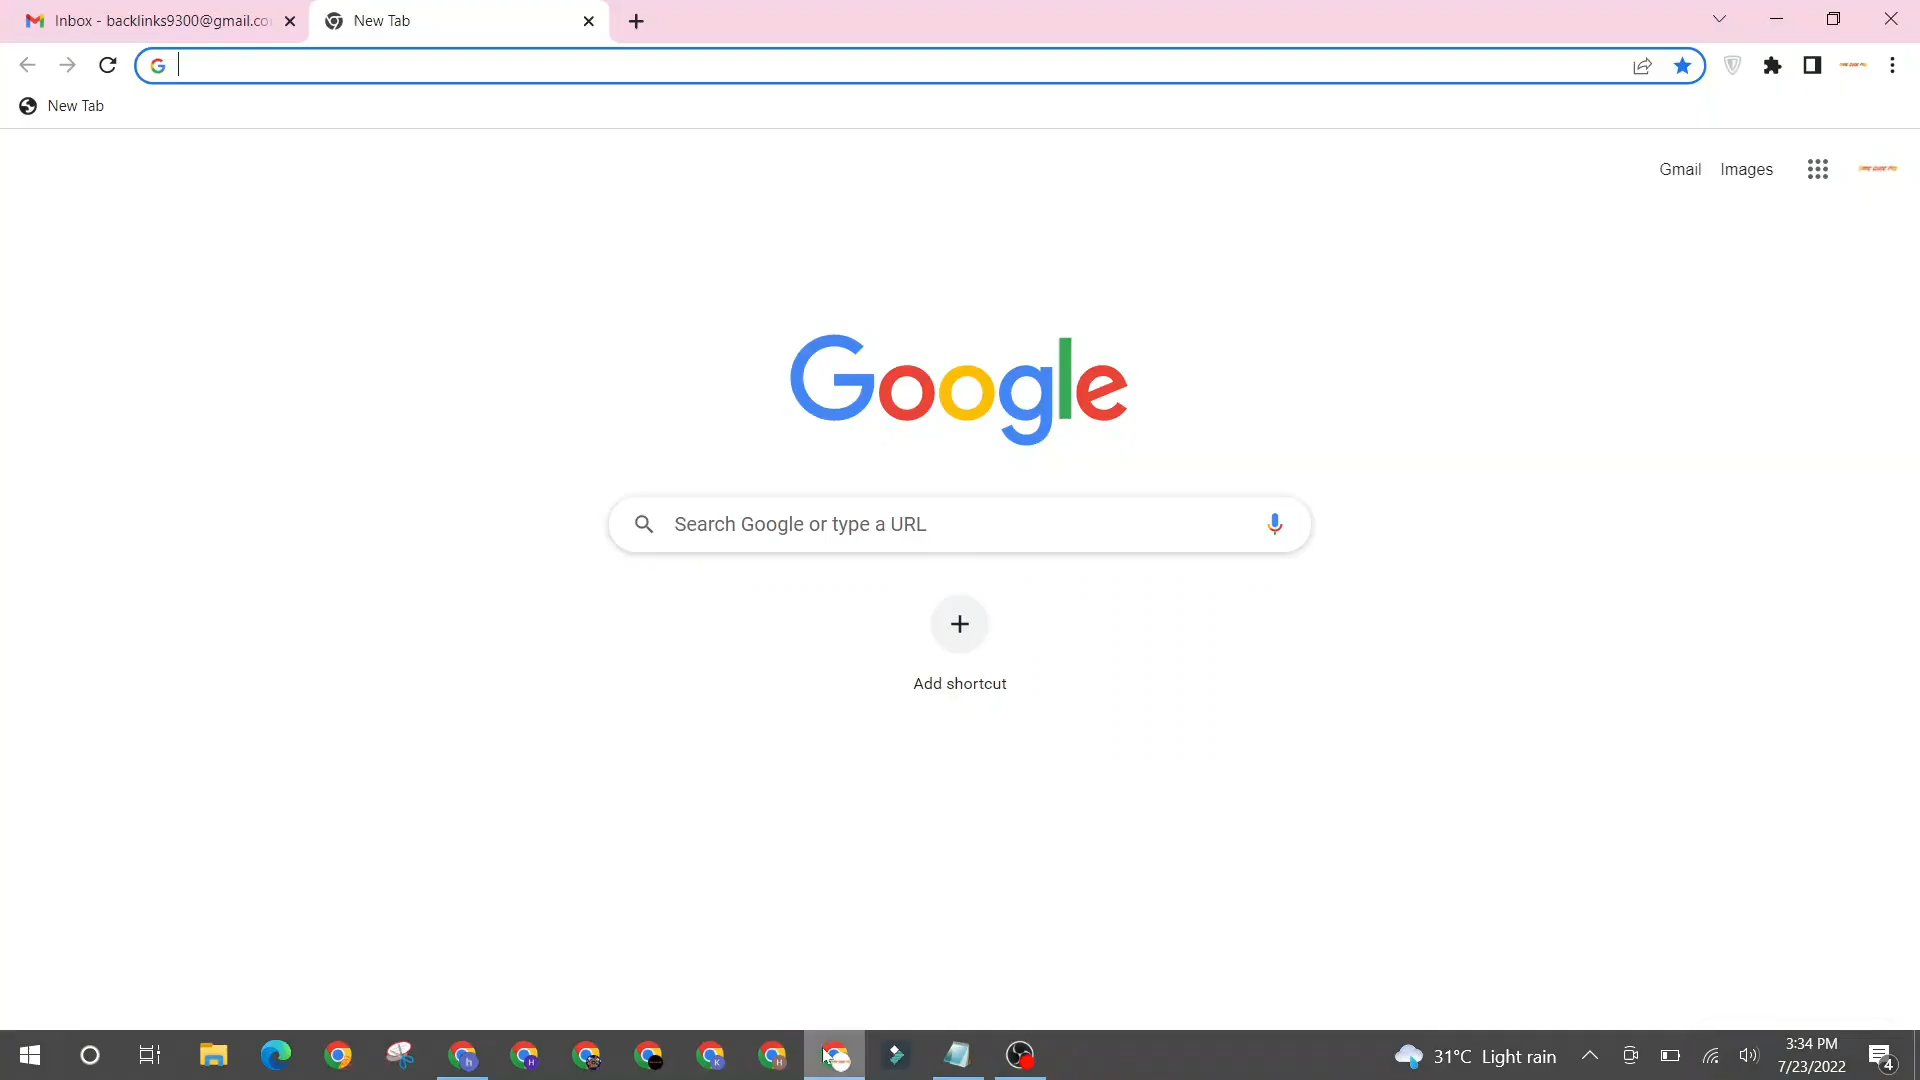 Inbox - backlinks9300@gmail.co
New Tab
New Tab
Gmail
Images
Google
Search Google or type a URL
Add shortcut
31°C Light rain
3:34 PM
7/23/2022
4